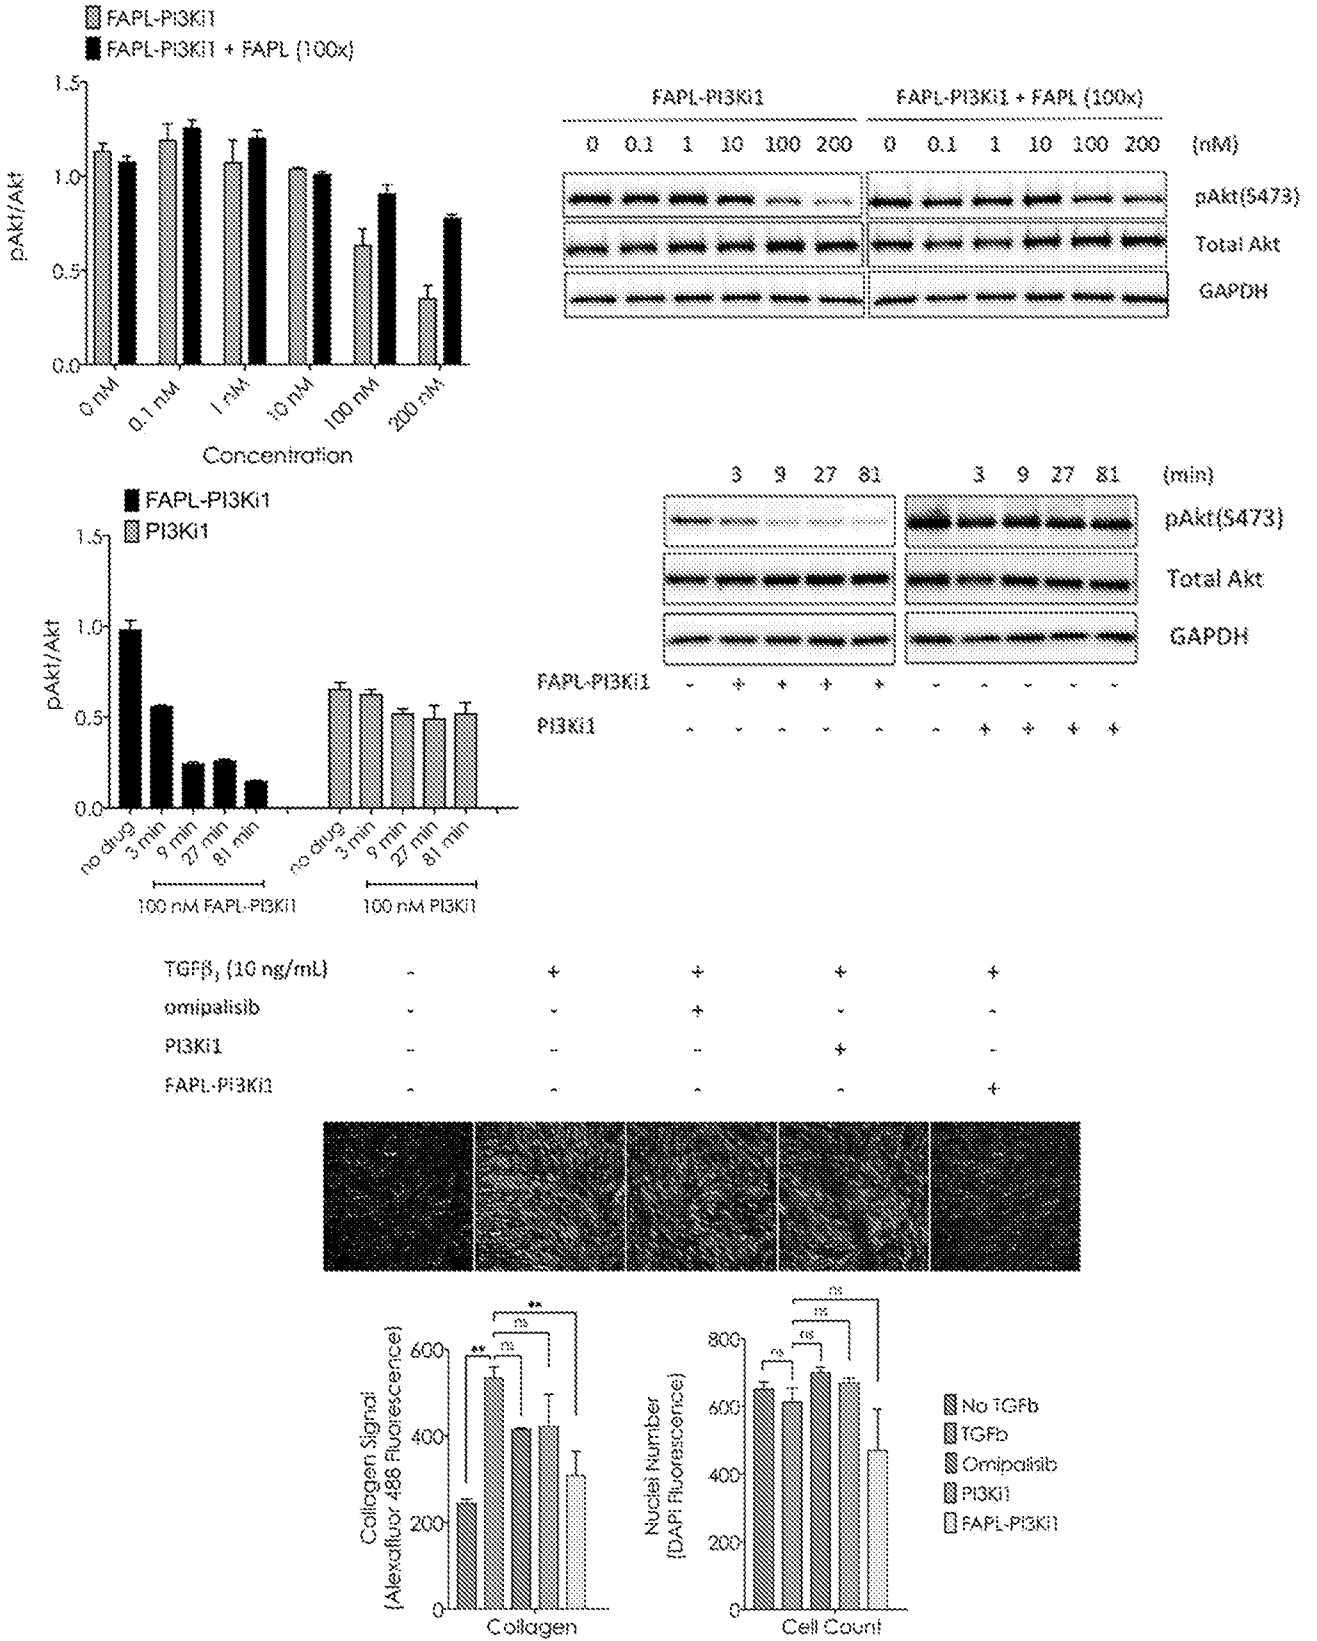 FAPL-PI3Ki1
FAPL-PI3Ki1 + FAPL (100x)
1.5
1.0
0.5
0.0
pAkt/Akt
0 nM
0.1 nM
1 nM
10 nM
100 nM
200 nM
Concentration
FAPL-PI3Ki1
FAPL-PI3Ki1 + FAPL (100x)
0 0.1 1 10 100 200 0 0.1 1 10 100 200 (nM)
pAkt(S473)
Total Akt
GAPDH
FAPL-PI3Ki1
PI3Ki1
1.5
1.0
0.5
0.0
pAkt/Akt
no drug
3 min
9 min
27 min
81 min
no drug
3 min
9 min
27 min
81 min
100 nM FAPL-PI3Ki1
100 nM PI3Ki1
3 9 27 81 3 9 27 81 (min)
pAkt(S473)
Total Akt
GAPDH
FAPL-PI3Ki1 - + + + + - - - - -
PI3Ki1 - - - - - - + + + +
TGFβ1 (10 ng/mL) - + + + +
omipalisib - - + - -
PI3Ki1 - - - + -
FAPL-PI3Ki1 - - - - +
Collagen Signal
(Alexafluor 488 Fluorescence)
600
400
200
0
**
ns
ns
**
Collagen
Nuclei Number
(DAPI Fluorescence)
800
600
400
200
0
ns
ns
ns
ns
Cell Count
No TGFb
TGFb
Omipalisib
PI3Ki1
FAPL-PI3Ki1